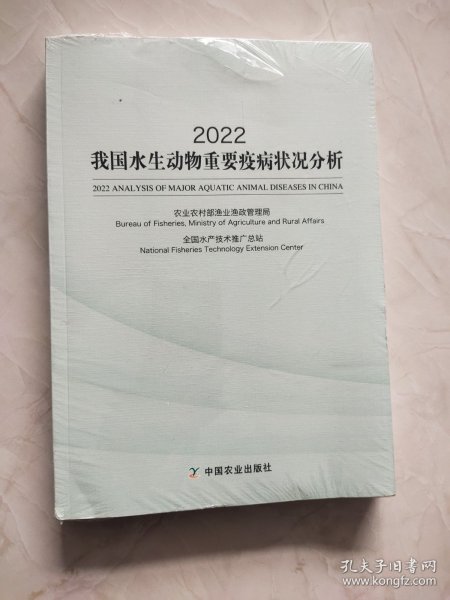 2022
我国水生动物重要疫病状况分析
2022 ANALYSIS OF MAJOR AQUATIC ANIMAL DISEASES IN CHINA
农业农村部渔业渔政管理局
Bureau of Fisheries, Ministry of Agriculture and Rural Affairs
全国水产技术推广总站
National Fisheries Technology Extension Center
中国农业出版社
孔夫子旧书网
www.kongfz.com